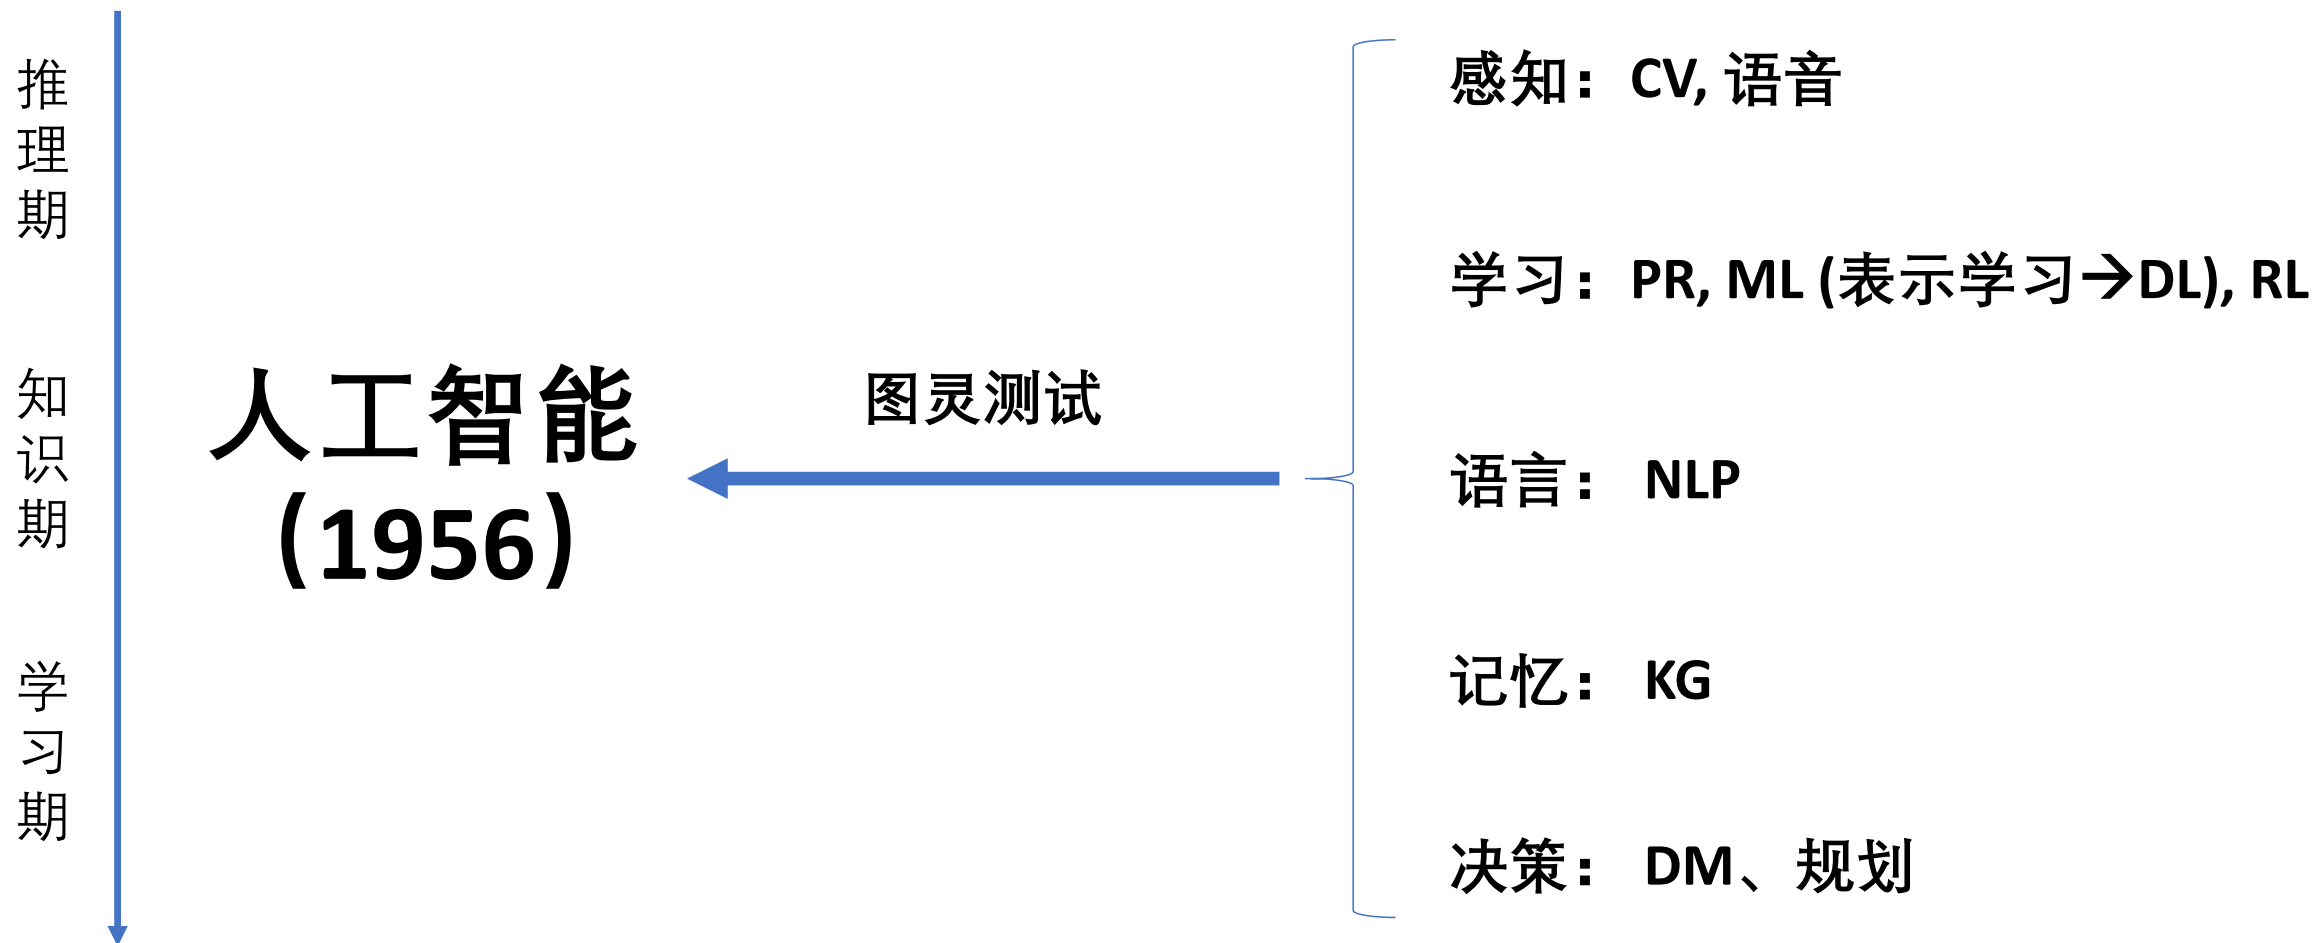 推理期
知识期
学习期
人工智能
(1956)
图灵测试
感知：CV, 语音
学习：PR, ML (表示学习→DL), RL
语言： NLP
记忆： KG
决策： DM、规划